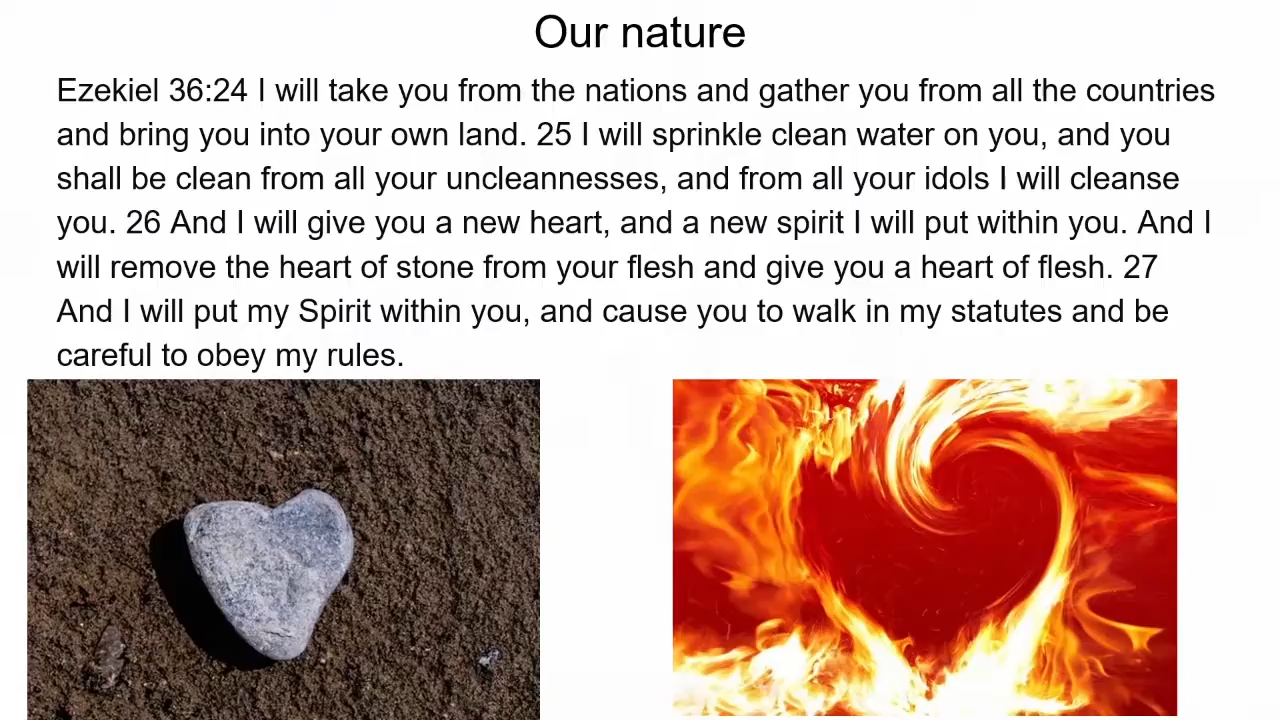 Our nature
Ezekiel 36:24 I will take you from the nations and gather you from all the countries
and bring you into your own land. 25 I will sprinkle clean water on you, and you
shall be clean from all your uncleannesses, and from all your idols I will cleanse
you. 26 And I will give you a new heart, and a new spirit I will put within you. And I
will remove the heart of stone from your flesh and give you a heart of flesh. 27
And I will put my Spirit within you, and cause you to walk in my statutes and be
careful to obey my rules.